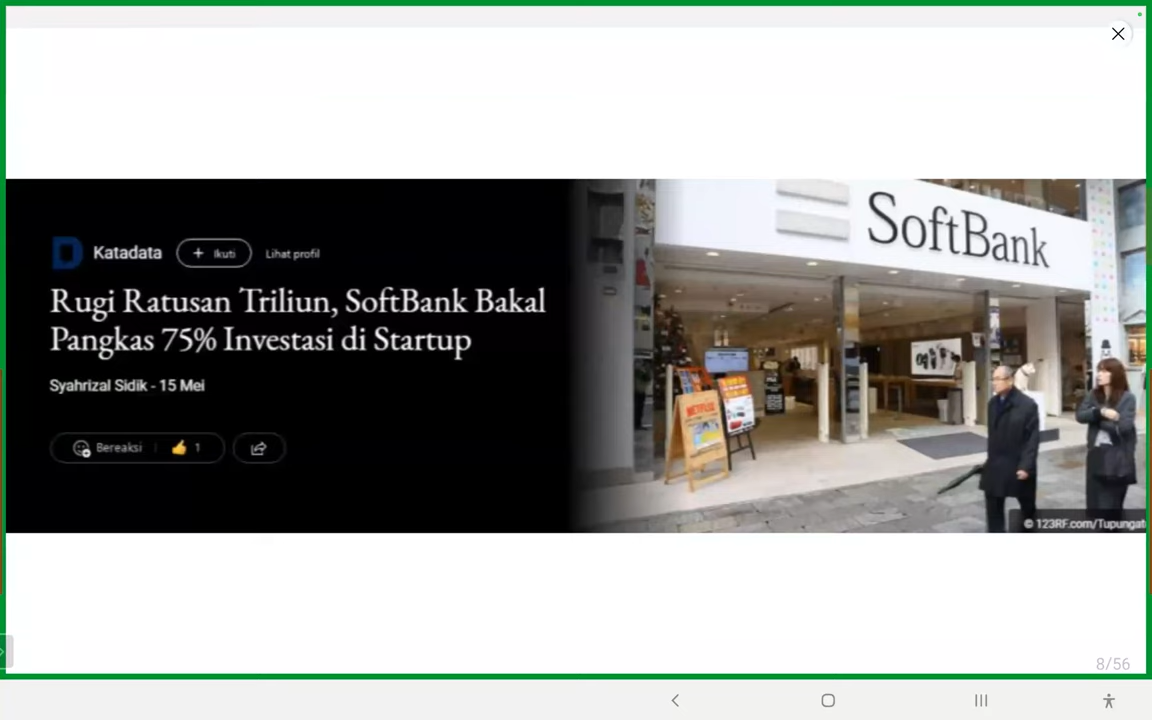 Katadata
+ Ikuti
Lihat profil
SoftBank
Rugi Ratusan Triliun, SoftBank Bakal
Pangkas 75% Investasi di Startup
Syahrizal Sidik - 15 Mei
Bereaksi
1
NETFLIX
© 123RF.com/Tupungat
8/56